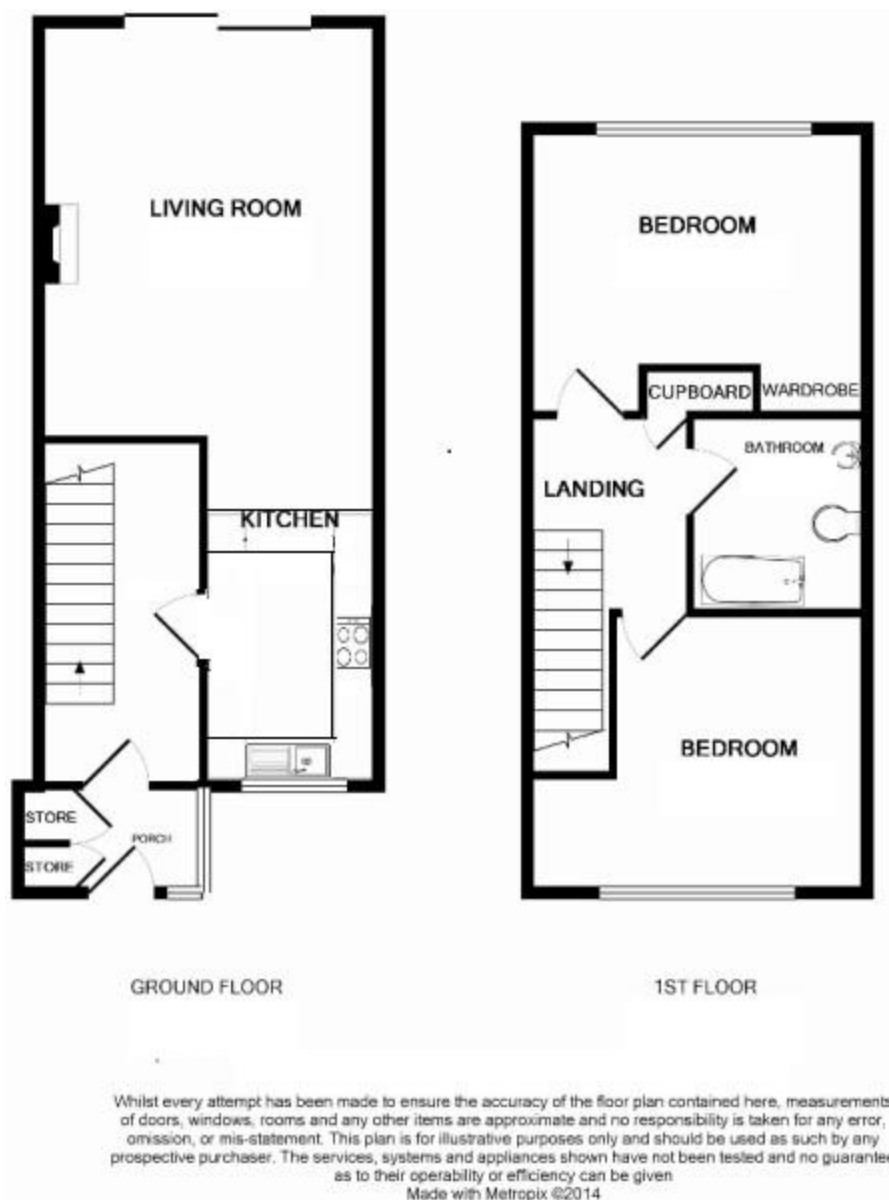 LIVING ROOM
KITCHEN
STORE
PORCH
STORE
GROUND FLOOR
BEDROOM
CUPBOARD
WARDROBE
BATHROOM
LANDING
BEDROOM
1ST FLOOR
Whilst every attempt has been made to ensure the accuracy of the floor plan contained here, measurements
of doors, windows, rooms and any other items are approximate and no responsibility is taken for any error,
omission, or mis-statement. This plan is for illustrative purposes only and should be used as such by any
prospective purchaser. The services, systems and appliances shown have not been tested and no guarantee
as to their operability or efficiency can be given
Made with Metropix ©2014